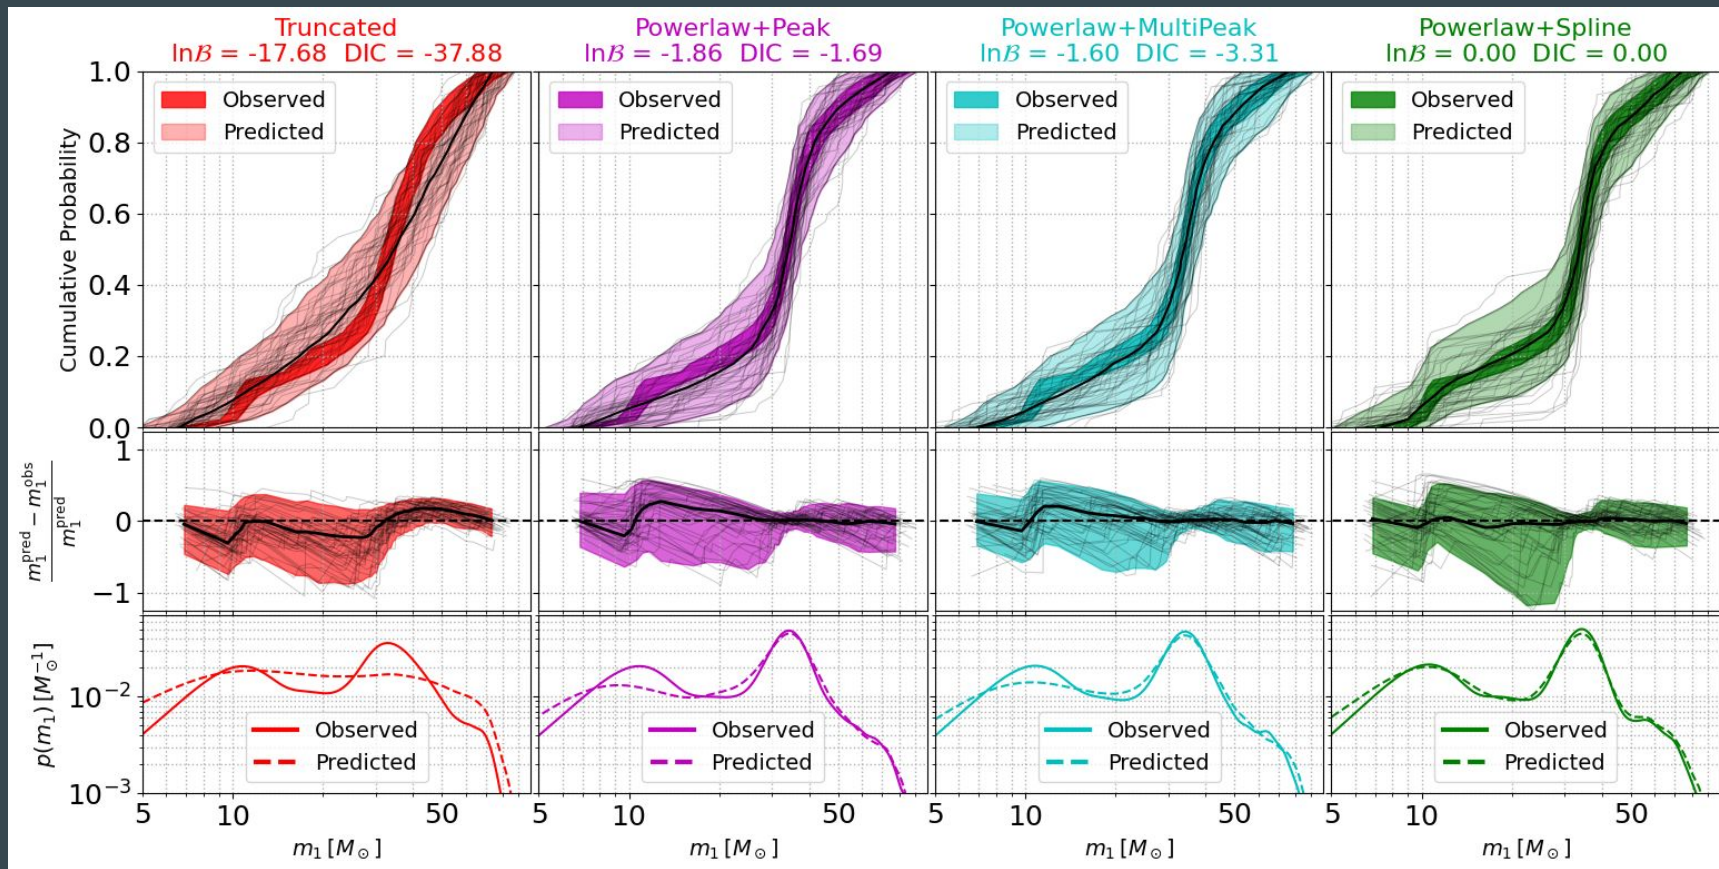 Truncated
lnB = -17.68 DIC = -37.88
Powerlaw+Peak
lnB = -1.86 DIC = -1.69
Powerlaw+MultiPeak
lnB = -1.60 DIC = -3.31
Powerlaw+Spline
lnB = 0.00 DIC = 0.00
Cumulative Probability
1.0
0.8
0.6
0.4
0.2
0.0
Observed
Predicted
Observed
Predicted
Observed
Predicted
Observed
Predicted
m₁^pred − m₁^obs
m₁^pred
1
0
−1
p(m₁) [M⊙⁻¹]
10⁻²
10⁻³
Observed
Predicted
Observed
Predicted
Observed
Predicted
Observed
Predicted
5 10 50
5 10 50
5 10 50
5 10 50
m₁ [M⊙]
m₁ [M⊙]
m₁ [M⊙]
m₁ [M⊙]